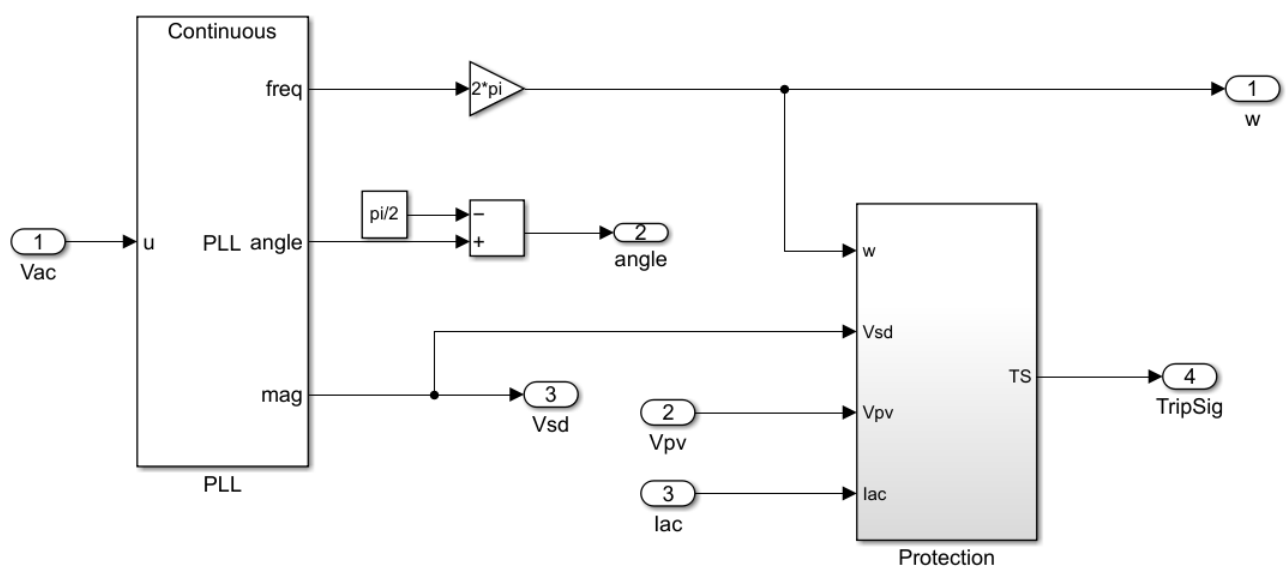 Continuous
freq
2*pi
1
w
pi/2
−
1
u
PLL
angle
+
2
Vac
angle
w
Vsd
mag
3
Vsd
TS
4
TripSig
2
Vpv
Vpv
PLL
3
Iac
Iac
Protection